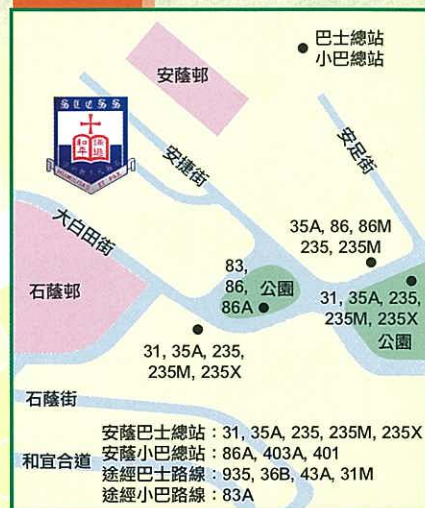 巴士總站
小巴總站
安蔭邨
SLCSS
安捷街
安足街
大白田街
35A, 86, 86M
235, 235M
83,
86,
86A
公園
石蔭邨
31, 35A, 235,
235M, 235X
公園
31, 35A, 235,
235M, 235X
石蔭街
安蔭巴士總站：31, 35A, 235, 235M, 235X
和宜合道
安蔭小巴總站：86A, 403A, 401
途經巴士路線：935, 36B, 43A, 31M
途經小巴路線：83A